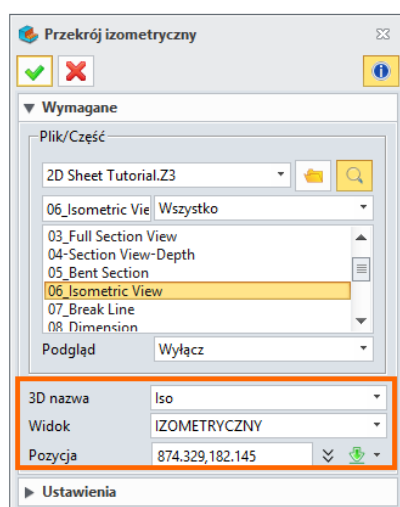 Przekrój izometryczny
Wymagane
Plik/Część
2D Sheet Tutorial.Z3
06_Isometric Vie Wszystko
03_Full Section View
04-Section View-Depth
05_Bent Section
06_Isometric View
07_Break Line
08_Dimension
Podgląd Wyłącz
3D nazwa Iso
Widok IZOMETRYCZNY
Pozycja 874.329,182.145
Ustawienia